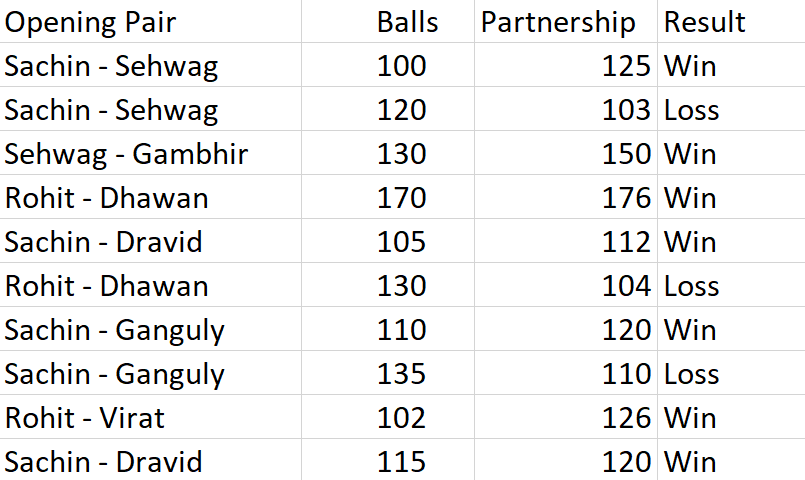 Opening Pair Balls Partnership Result
Sachin - Sehwag 100 125 Win
Sachin - Sehwag 120 103 Loss
Sehwag - Gambhir 130 150 Win
Rohit - Dhawan 170 176 Win
Sachin - Dravid 105 112 Win
Rohit - Dhawan 130 104 Loss
Sachin - Ganguly 110 120 Win
Sachin - Ganguly 135 110 Loss
Rohit - Virat 102 126 Win
Sachin - Dravid 115 120 Win